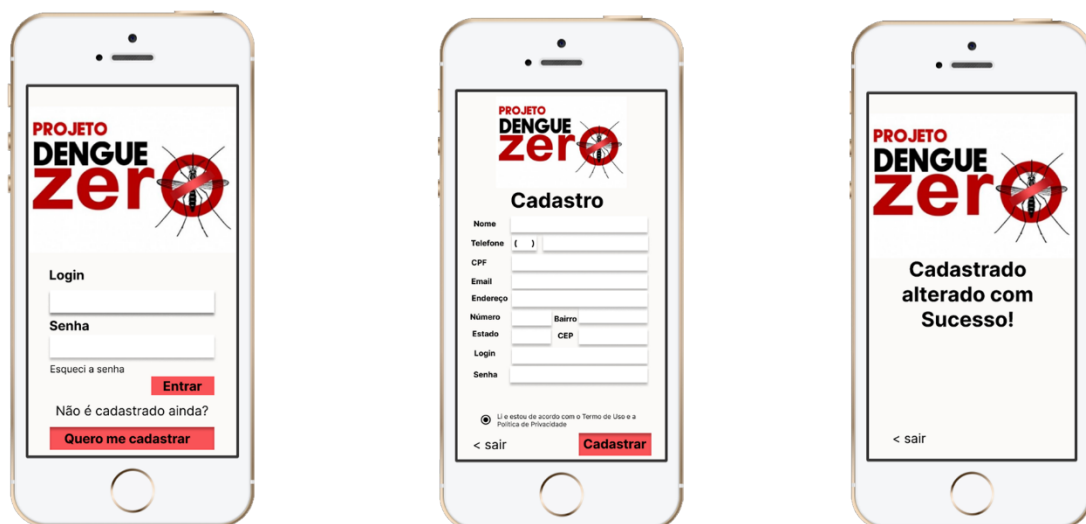 PROJETO
DENGUE
zero
Login
Senha
Esqueci a senha
Entrar
Não é cadastrado ainda?
Quero me cadastrar
PROJETO
DENGUE
zero
Cadastro
Nome
Telefone ( )
CPF
Email
Endereço
Número Bairro
Estado CEP
Login
Senha
Li e estou de acordo com o Termo de Uso e a
Política de Privacidade
< sair Cadastrar
PROJETO
DENGUE
zero
Cadastrado
alterado com
Sucesso!
< sair